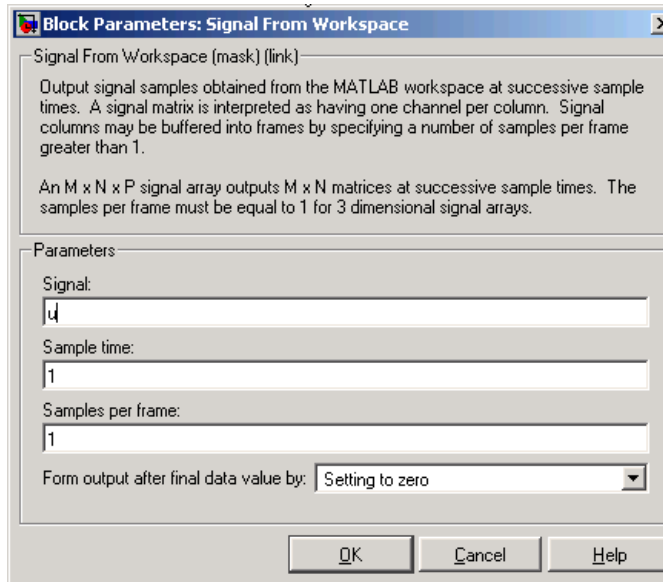 Block Parameters: Signal From Workspace
Signal From Workspace (mask) (link)
Output signal samples obtained from the MATLAB workspace at successive sample
times. A signal matrix is interpreted as having one channel per column. Signal
columns may be buffered into frames by specifying a number of samples per frame
greater than 1.
An M x N x P signal array outputs M x N matrices at successive sample times. The
samples per frame must be equal to 1 for 3 dimensional signal arrays.
Parameters
Signal:
u
Sample time:
1
Samples per frame:
1
Form output after final data value by: Setting to zero
OK Cancel Help